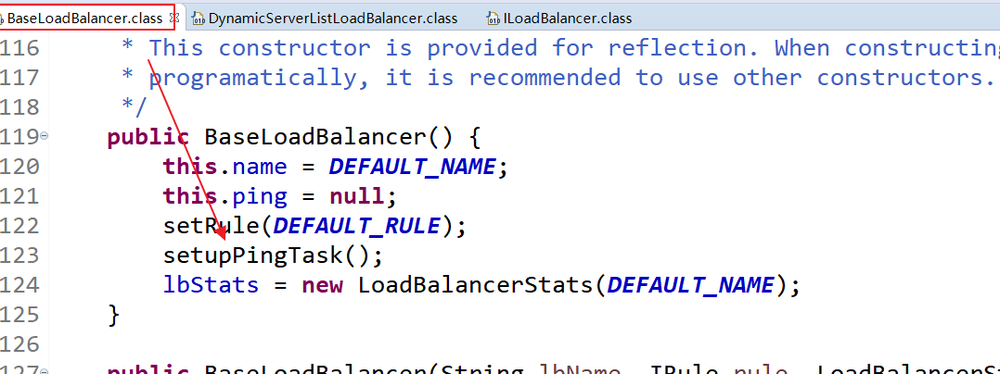 BaseLoadBalancer.class DynamicServerListLoadBalancer.class ILoadBalancer.class
116 * This constructor is provided for reflection. When constructing
117 * programatically, it is recommended to use other constructors.
118 */
119 public BaseLoadBalancer() {
120 this.name = DEFAULT_NAME;
121 this.ping = null;
122 setRule(DEFAULT_RULE);
123 setupPingTask();
124 lbStats = new LoadBalancerStats(DEFAULT_NAME);
125 }
126
127 public BaseLoadBalancer(String lbName, IRule rule, LoadBalancerSt